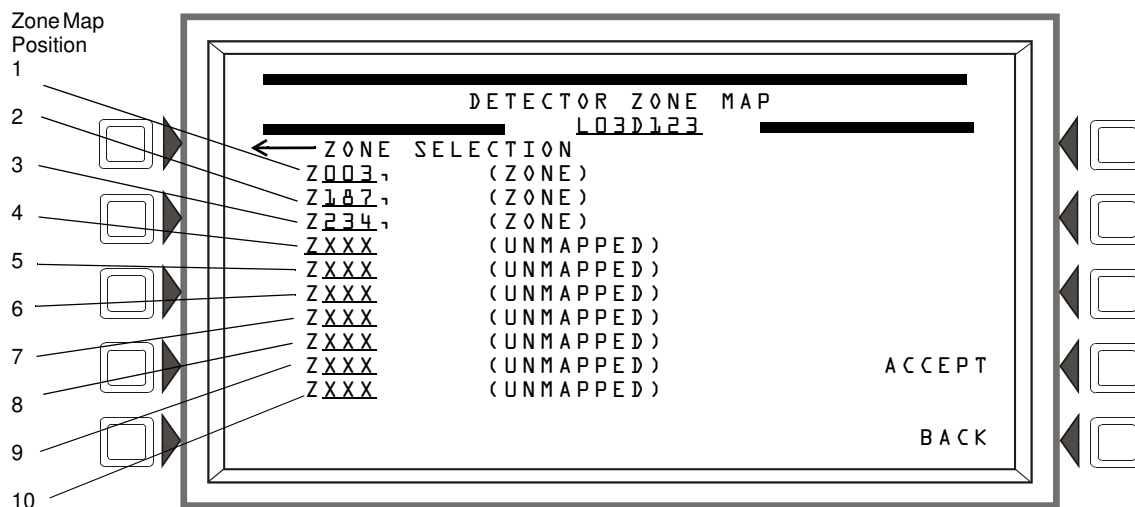 Zone Map
Position
1
2
3
4
5
6
7
8
9
10
DETECTOR ZONE MAP
L03D123
ZONE SELECTION
Z003, (ZONE)
Z187, (ZONE)
Z234, (ZONE)
ZXXX (UNMAPPED)
ZXXX (UNMAPPED)
ZXXX (UNMAPPED)
ZXXX (UNMAPPED)
ZXXX (UNMAPPED)
ZXXX (UNMAPPED)
ZXXX (UNMAPPED)
ACCEPT
BACK